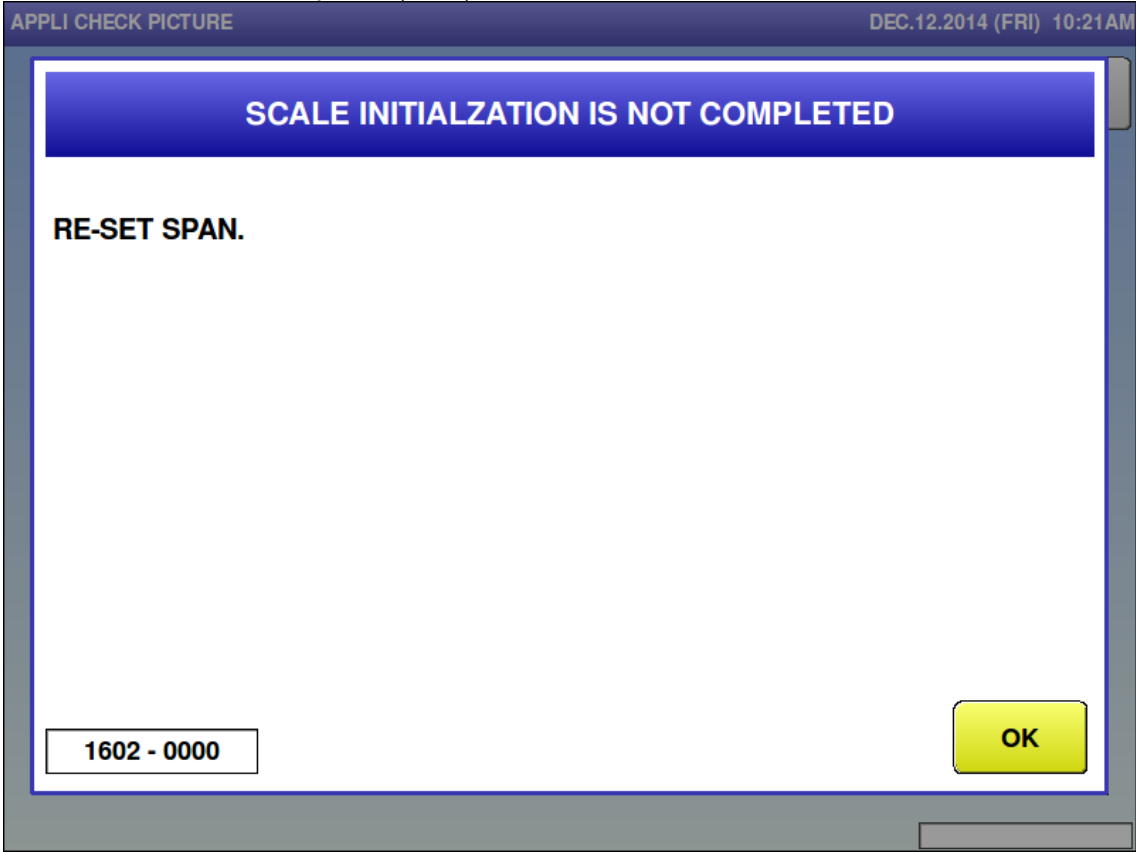 APPLI CHECK PICTURE DEC.12.2014 (FRI) 10:21AM
SCALE INITIALZATION IS NOT COMPLETED
RE-SET SPAN.
1602 - 0000
OK